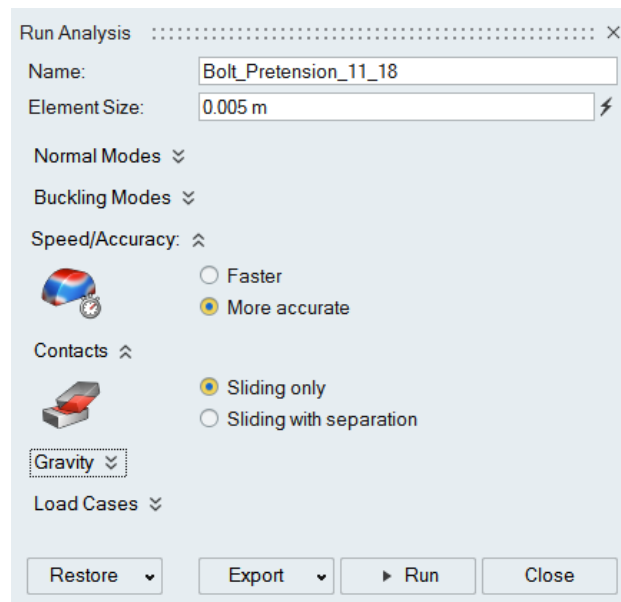 Run Analysis
Name: Bolt_Pretension_11_18
Element Size: 0.005 m
Normal Modes
Buckling Modes
Speed/Accuracy:
Faster
More accurate
Contacts
Sliding only
Sliding with separation
Gravity
Load Cases
Restore Export Run Close